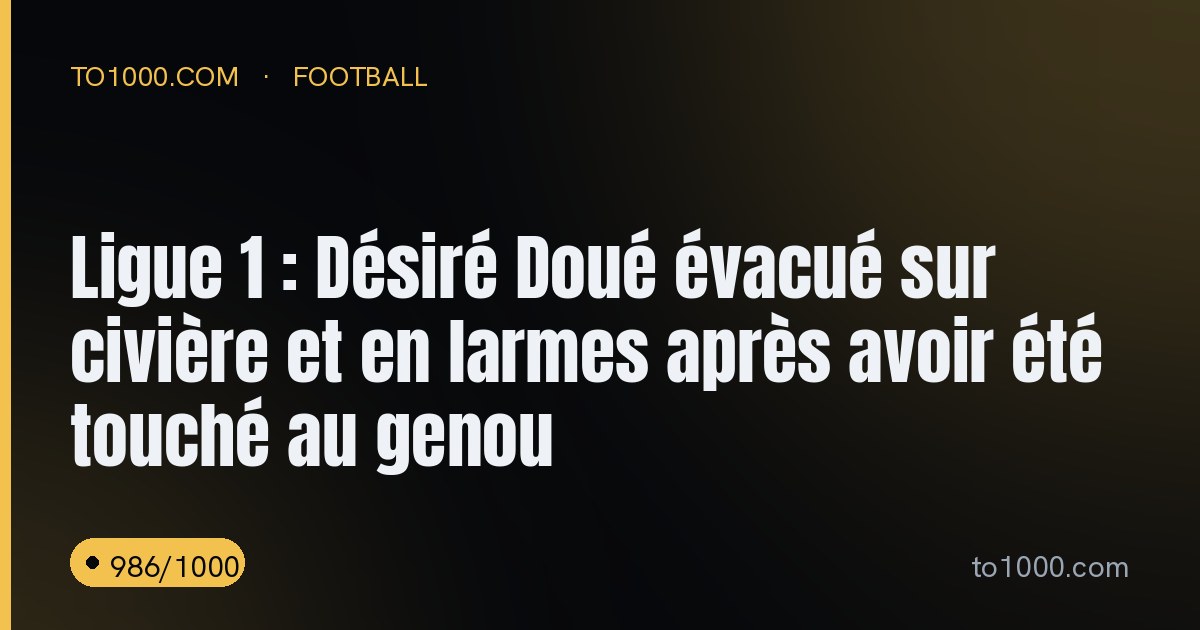 TO1000.COM · FOOTBALL
Ligue 1 : Désiré Doué évacué sur
civière et en larmes après avoir été
touché au genou
986/1000
to1000.com